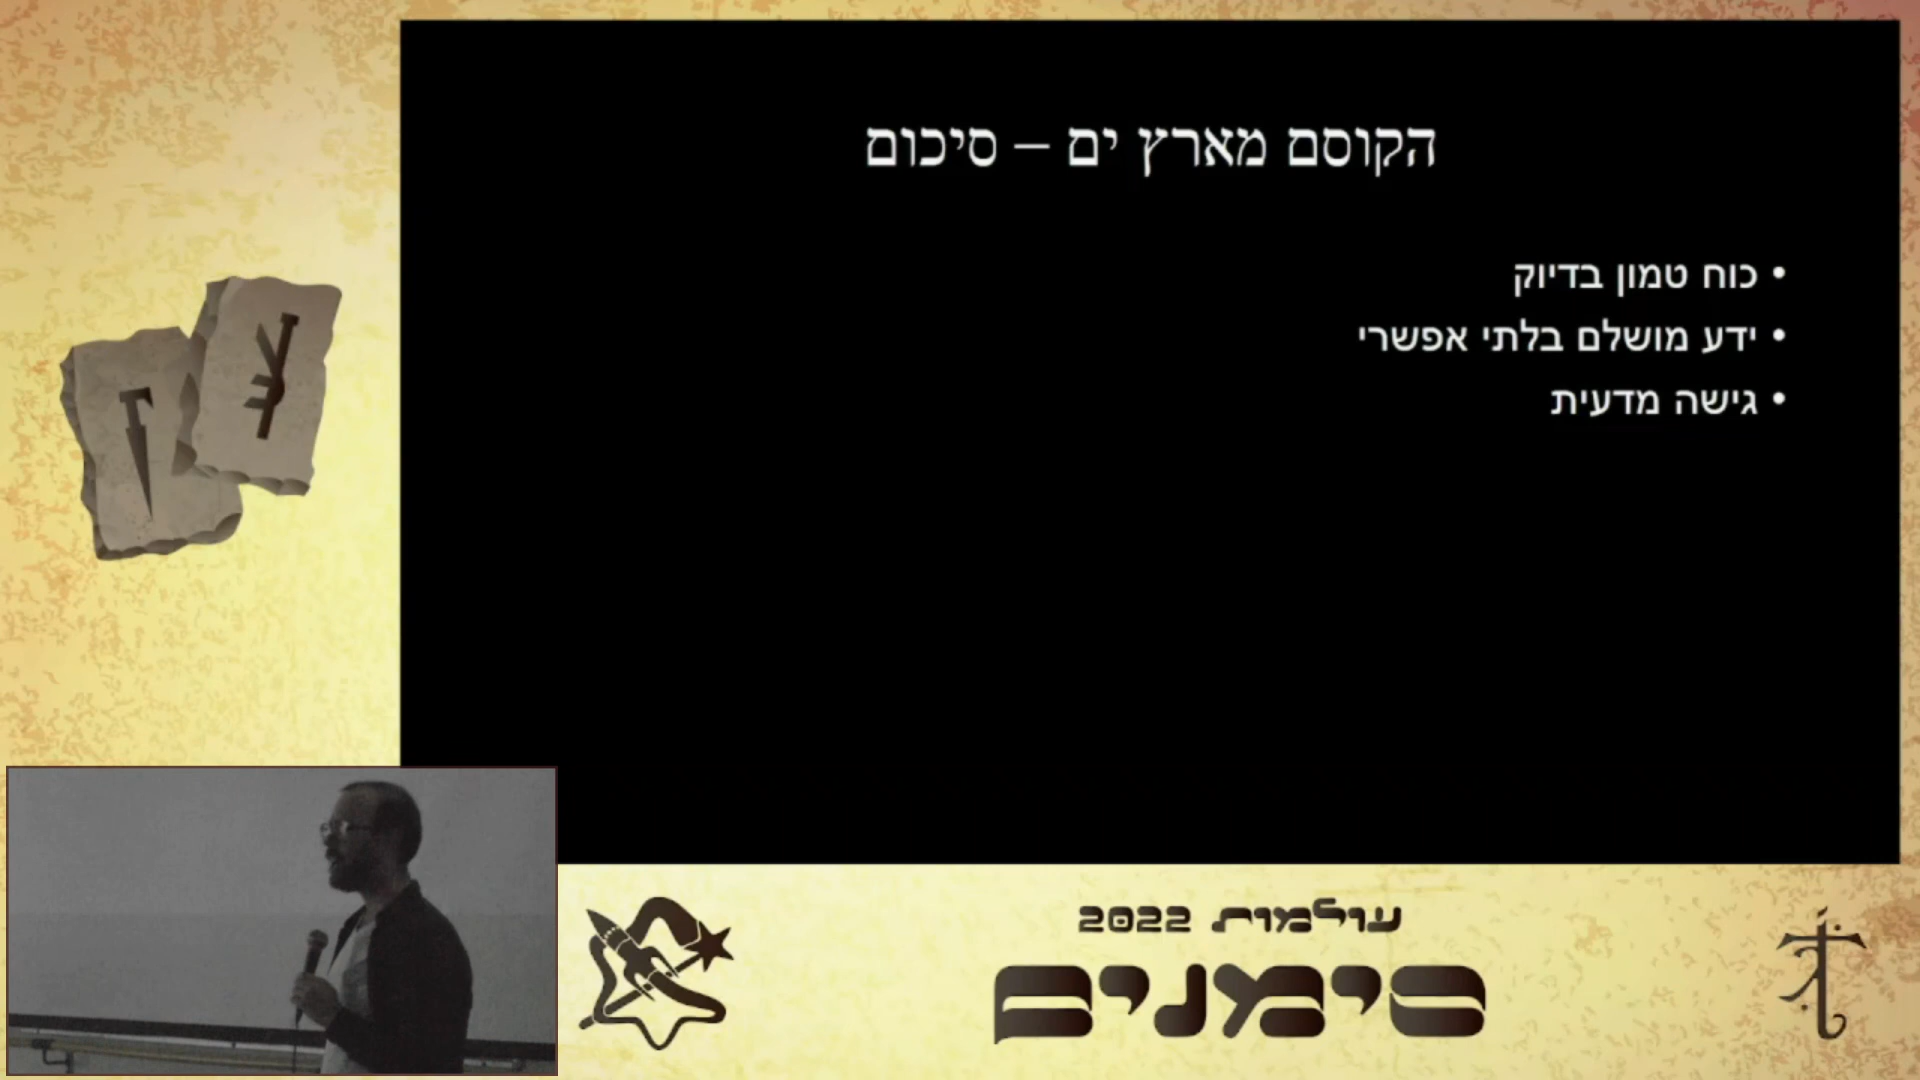 הקוסם מארץ ים – סיכום
• כוח טמון בדיוק
• ידע מושלם בלתי אפשרי
• גישה מדעית
עולמות 2022
סימנים